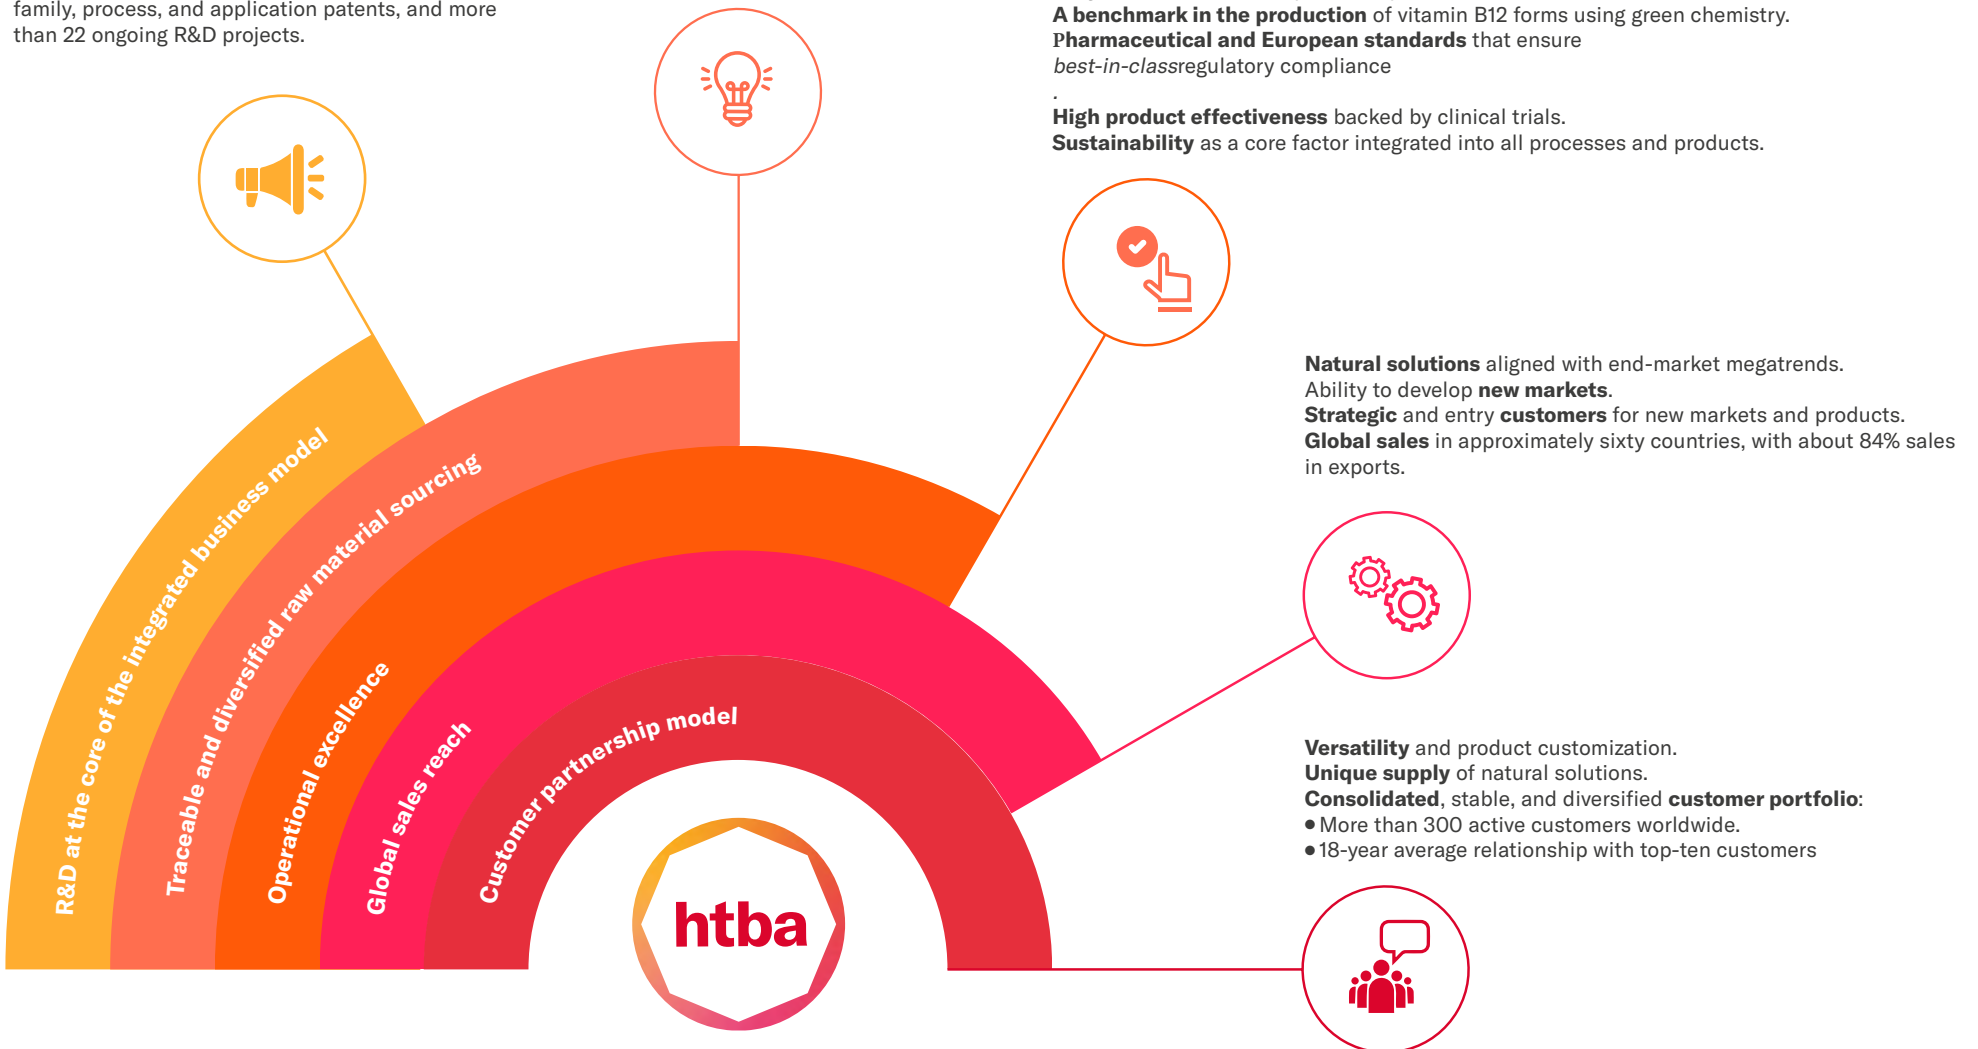 family, process, and application patents, and more
than 22 ongoing R&D projects.
A benchmark in the production of vitamin B12 forms using green chemistry.
Pharmaceutical and European standards that ensure
best-in-classregulatory compliance
.
High product effectiveness backed by clinical trials.
Sustainability as a core factor integrated into all processes and products.
Natural solutions aligned with end-market megatrends.
Ability to develop new markets.
Strategic and entry customers for new markets and products.
Global sales in approximately sixty countries, with about 84% sales
in exports.
R&D at the core of the integrated business model
Traceable and diversified raw material sourcing
Operational excellence
Global sales reach
Customer partnership model
htba
Versatility and product customization.
Unique supply of natural solutions.
Consolidated, stable, and diversified customer portfolio:
• More than 300 active customers worldwide.
• 18-year average relationship with top-ten customers